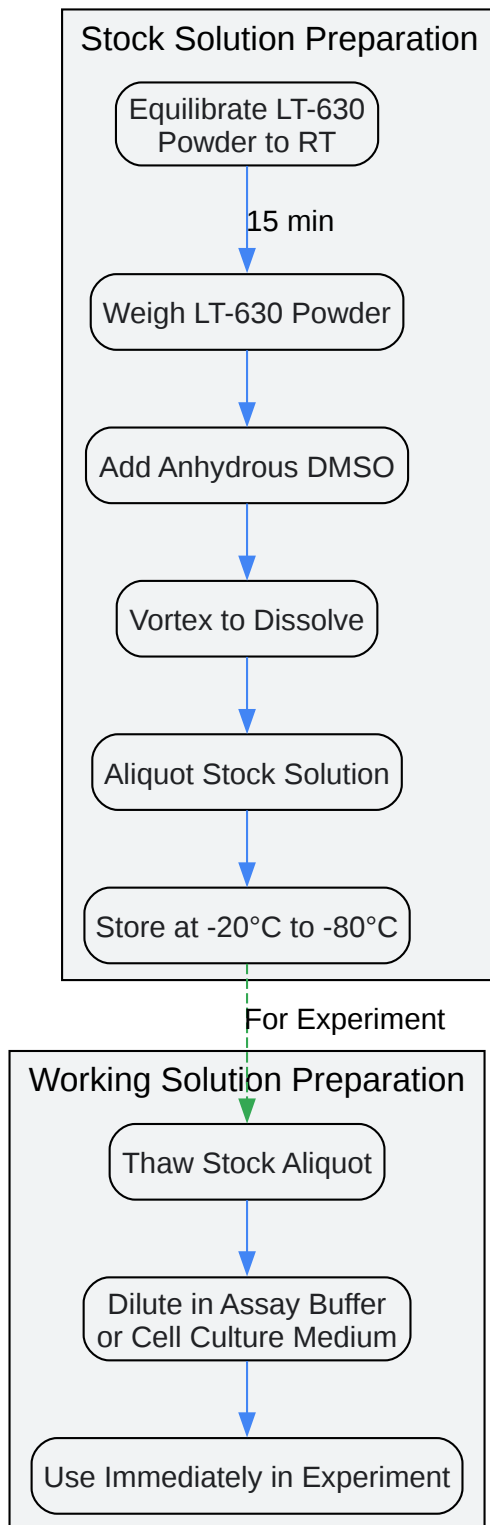 Stock Solution Preparation
Equilibrate LT-630
Powder to RT
15 min
Weigh LT-630 Powder
Add Anhydrous DMSO
Vortex to Dissolve
Aliquot Stock Solution
Store at -20°C to -80°C
For Experiment
Working Solution Preparation
Thaw Stock Aliquot
Dilute in Assay Buffer
or Cell Culture Medium
Use Immediately in Experiment